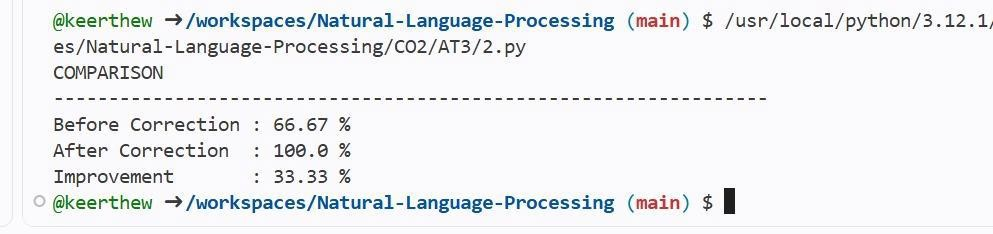 @keerthew ➜/workspaces/Natural-Language-Processing (main) $ /usr/local/python/3.12.1/
es/Natural-Language-Processing/CO2/AT3/2.py
COMPARISON
-----------------------------------------------------------------
Before Correction : 66.67 %
After Correction  : 100.0 %
Improvement       : 33.33 %
@keerthew ➜/workspaces/Natural-Language-Processing (main) $